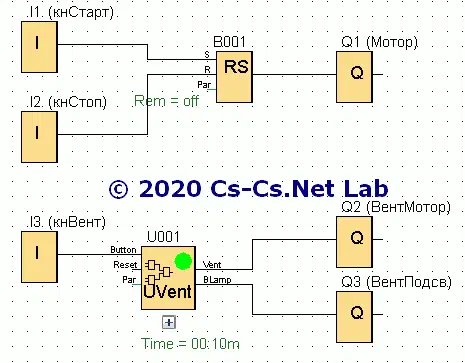 I1. (кнСтарт)
I
B001
S
R
Par
RS
Rem = off
Q1 (Мотор)
Q
I2. (кнСтоп)
I
© 2020 Cs-Cs.Net Lab
I3. (кнВент)
I
U001
Button
Reset
Par
UVent
Vent
BLamp
Time = 00:10m
Q2 (ВентМотор)
Q
Q3 (ВентПодсв)
Q